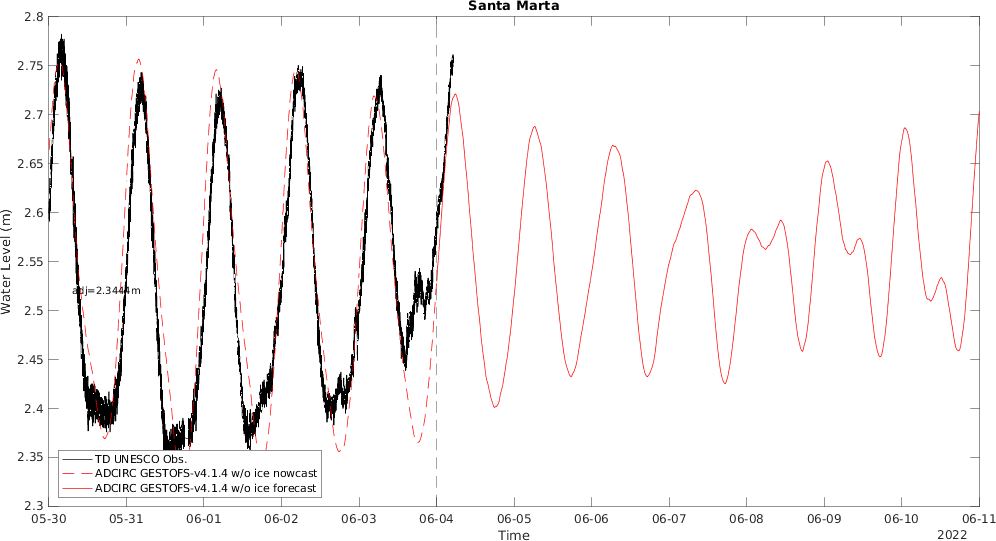 Santa Marta
2.8
2.75
2.7
2.65
2.6
2.55
2.5
2.45
2.4
2.35
2.3
Water Level (m)
adj=2.3444m
TD UNESCO Obs.
ADCIRC GESTOFS-v4.1.4 w/o ice nowcast
ADCIRC GESTOFS-v4.1.4 w/o ice forecast
05-30 05-31 06-01 06-02 06-03 06-04 06-05 06-06 06-07 06-08 06-09 06-10 06-11
Time
2022